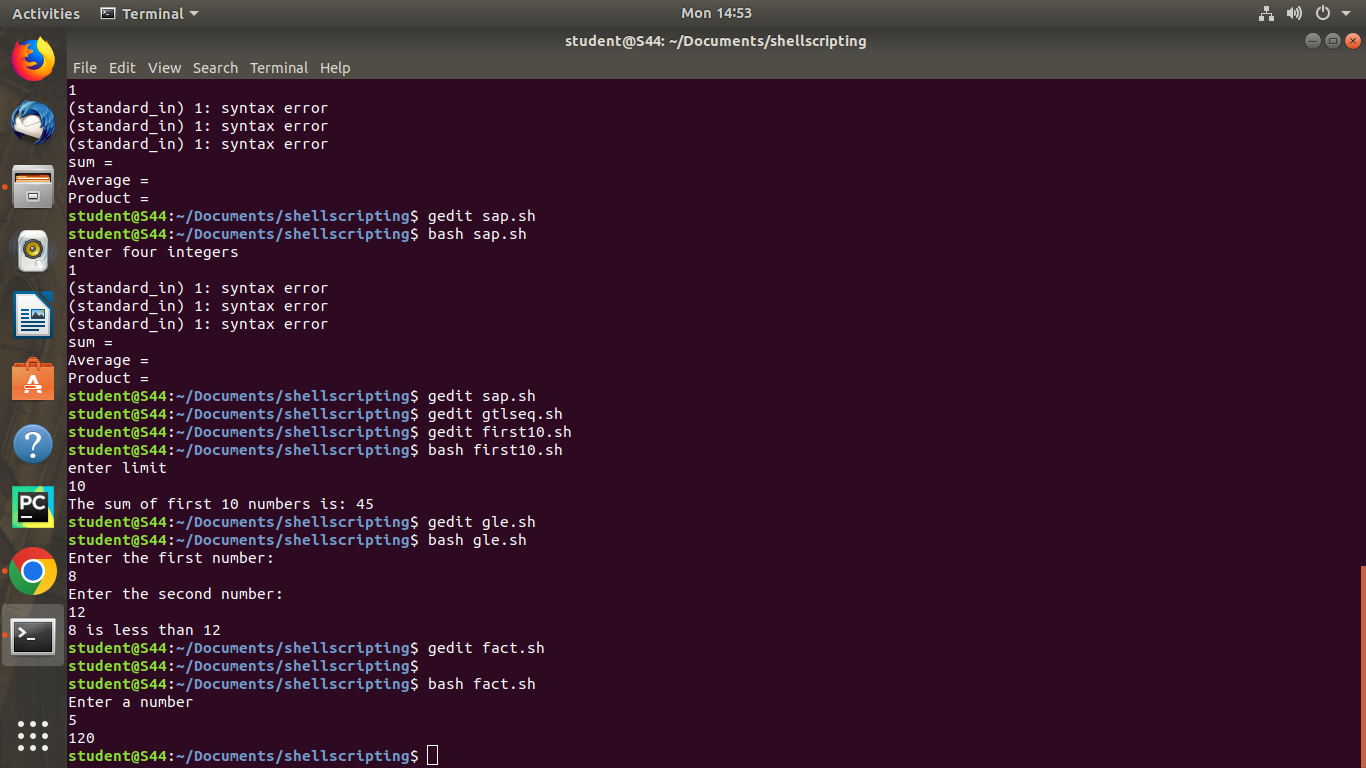 Activities Terminal Mon 14:53
student@S44: ~/Documents/shellscripting
File Edit View Search Terminal Help
1
(standard_in) 1: syntax error
(standard_in) 1: syntax error
(standard_in) 1: syntax error
sum =
Average =
Product =
student@S44:~/Documents/shellscripting$ gedit sap.sh
student@S44:~/Documents/shellscripting$ bash sap.sh
enter four integers
1
(standard_in) 1: syntax error
(standard_in) 1: syntax error
(standard_in) 1: syntax error
sum =
Average =
Product =
student@S44:~/Documents/shellscripting$ gedit sap.sh
student@S44:~/Documents/shellscripting$ gedit gtlseq.sh
student@S44:~/Documents/shellscripting$ gedit first10.sh
student@S44:~/Documents/shellscripting$ bash first10.sh
enter limit
10
The sum of first 10 numbers is: 45
student@S44:~/Documents/shellscripting$ gedit gle.sh
student@S44:~/Documents/shellscripting$ bash gle.sh
Enter the first number:
8
Enter the second number:
12
8 is less than 12
student@S44:~/Documents/shellscripting$ gedit fact.sh
student@S44:~/Documents/shellscripting$
student@S44:~/Documents/shellscripting$ bash fact.sh
Enter a number
5
120
student@S44:~/Documents/shellscripting$
PC